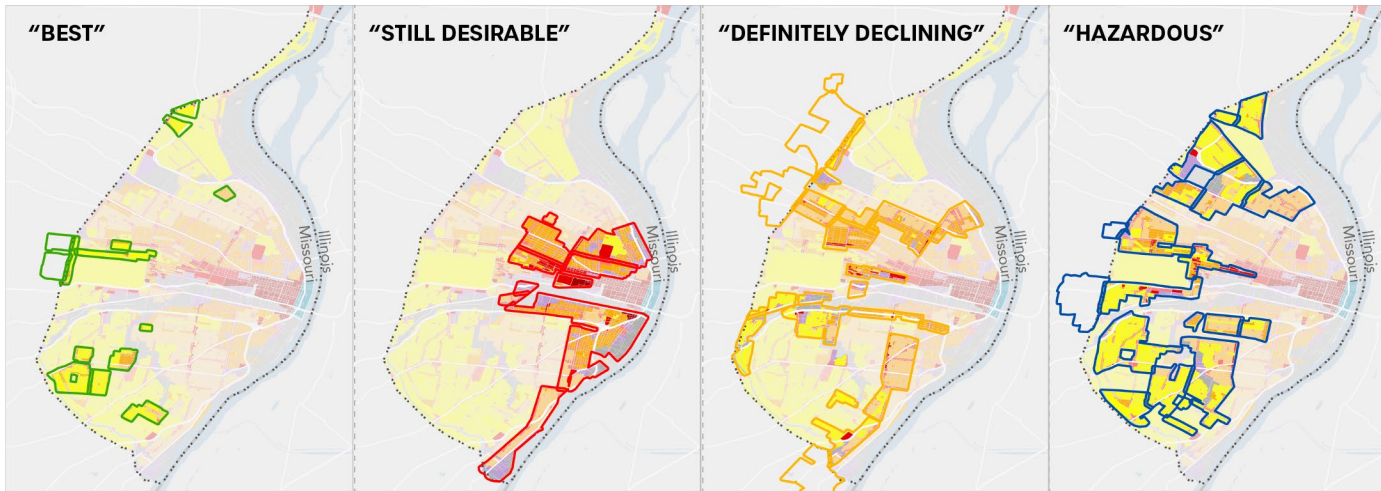 “BEST”
“STILL DESIRABLE”
“DEFINITELY DECLINING”
“HAZARDOUS”
Illinois
Missouri
Illinois
Missouri
Illinois
Missouri
Illinois
Missouri